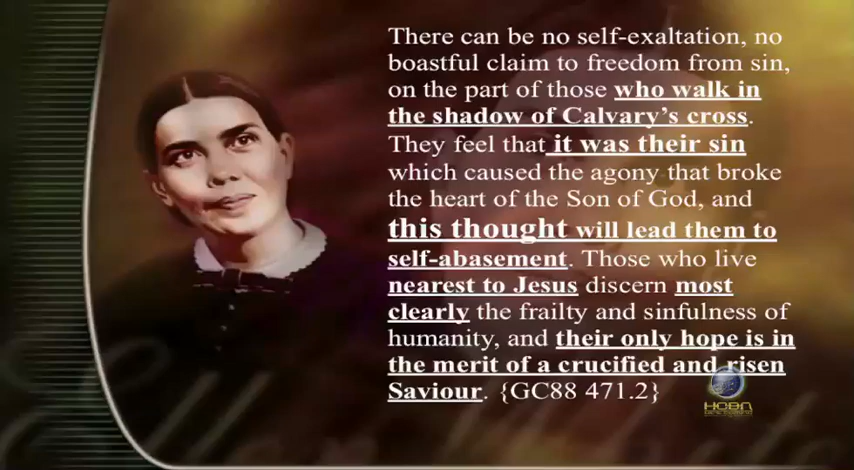 There can be no self-exaltation, no
boastful claim to freedom from sin,
on the part of those who walk in
the shadow of Calvary's cross.
They feel that it was their sin
which caused the agony that broke
the heart of the Son of God, and
this thought will lead them to
self-abasement. Those who live
nearest to Jesus discern most
clearly the frailty and sinfulness of
humanity, and their only hope is in
the merit of a crucified and risen
Saviour. {GC88 471.2}
HCBN